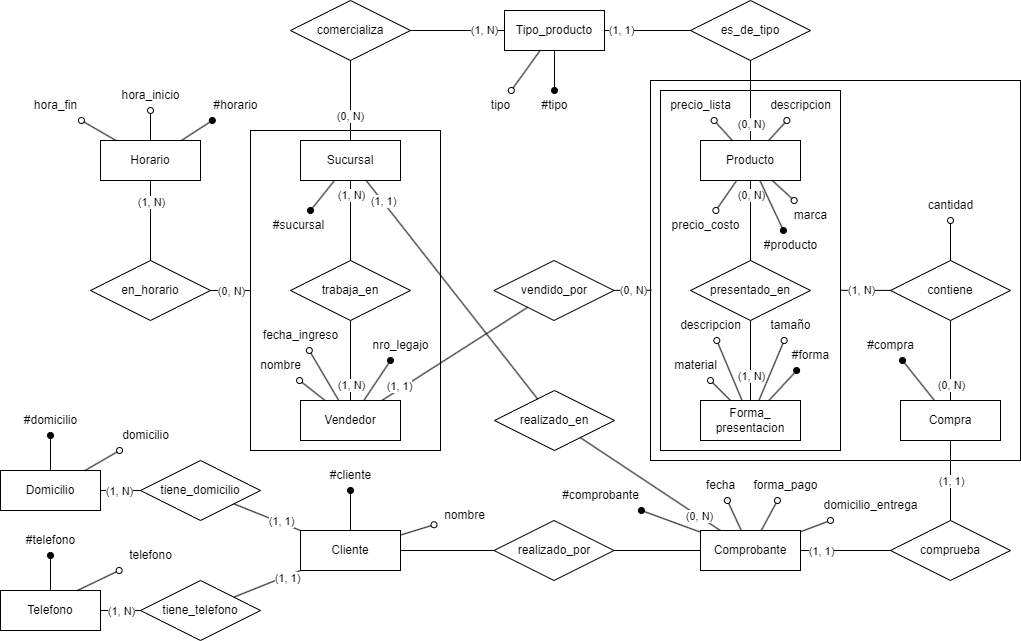 comercializa
(1, N)
Tipo_producto
(1, 1)
es_de_tipo
tipo
#tipo
hora_fin
hora_inicio
#horario
(0, N)
precio_lista
descripcion
(0, N)
Horario
Sucursal
Producto
(1, N)
(1, N)
(1, 1)
(0, N)
#sucursal
precio_costo
marca
#producto
cantidad
en_horario
(0, N)
trabaja_en
vendido_por
(0, N)
presentado_en
(1, N)
contiene
fecha_ingreso
nombre
nro_legajo
descripcion
tamaño
material
#forma
#compra
(1, N)
(1, 1)
(1, N)
(0, N)
Vendedor
realizado_en
Forma_
presentacion
Compra
#domicilio
domicilio
Domicilio
(1, N)
tiene_domicilio
(1, 1)
#cliente
nombre
#comprobante
fecha
forma_pago
domicilio_entrega
(1, 1)
(0, N)
#telefono
telefono
Cliente
realizado_por
Comprobante
(1, 1)
comprueba
(1, 1)
Telefono
(1, N)
tiene_telefono